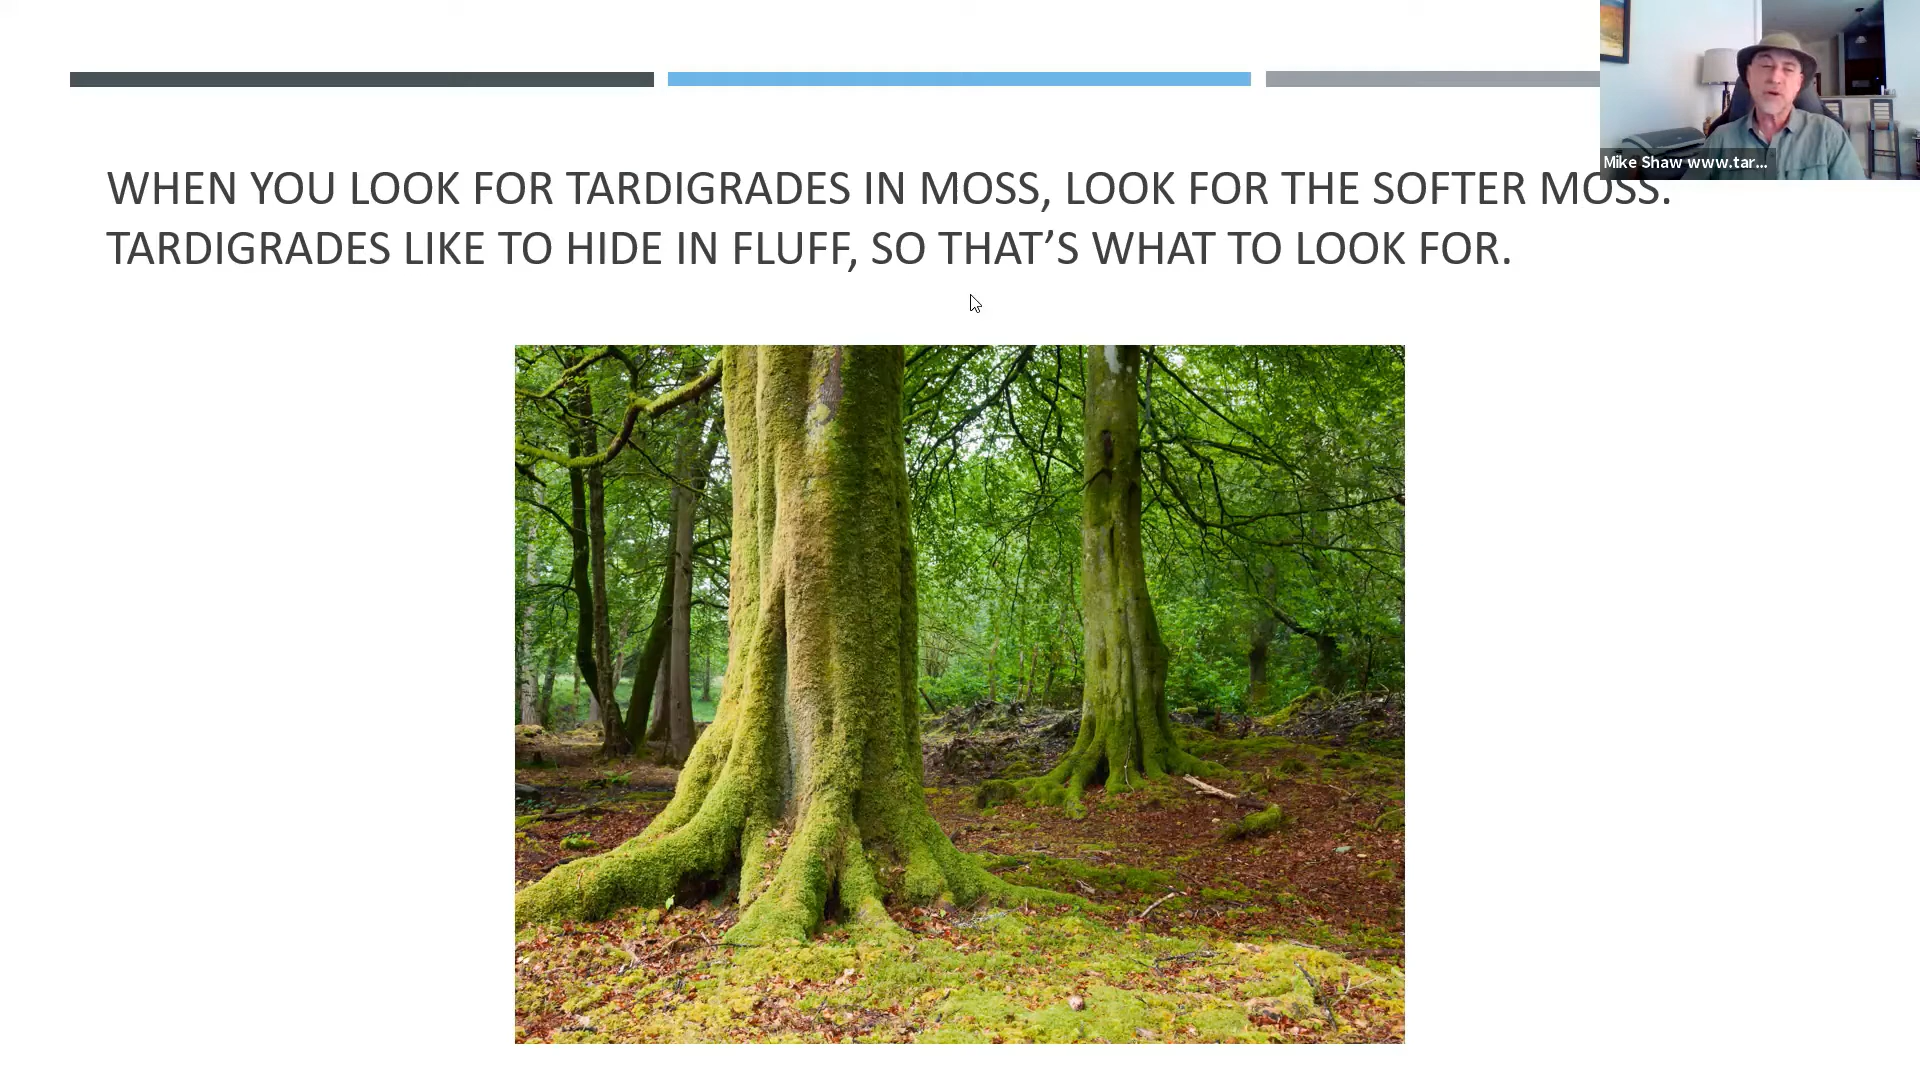 Mike Shaw www.tar...
WHEN YOU LOOK FOR TARDIGRADES IN MOSS, LOOK FOR THE SOFTER MOSS.
TARDIGRADES LIKE TO HIDE IN FLUFF, SO THAT’S WHAT TO LOOK FOR.